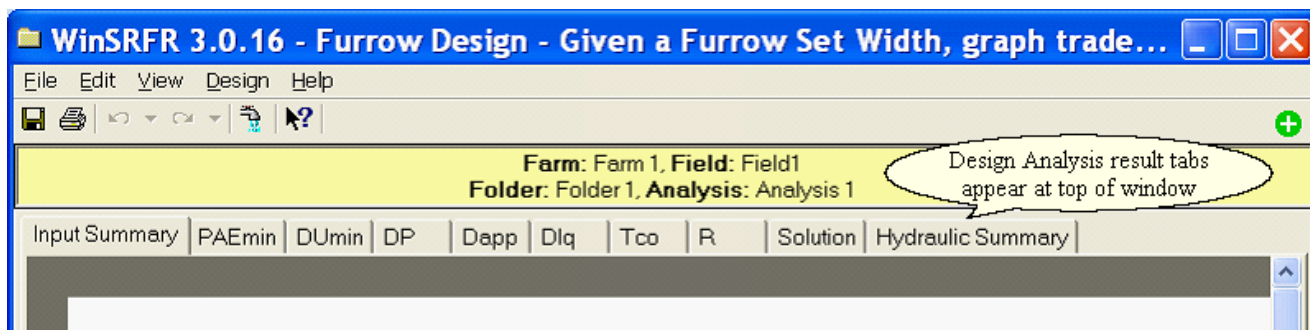 WinSRFR 3.0.16 - Furrow Design - Given a Furrow Set Width, graph trade...
File Edit View Design Help
Farm: Farm 1, Field: Field1
Folder: Folder 1, Analysis: Analysis 1
Design Analysis result tabs
appear at top of window
Input Summary PAEmin DUmin DP Dapp Dlq Tco R Solution Hydraulic Summary